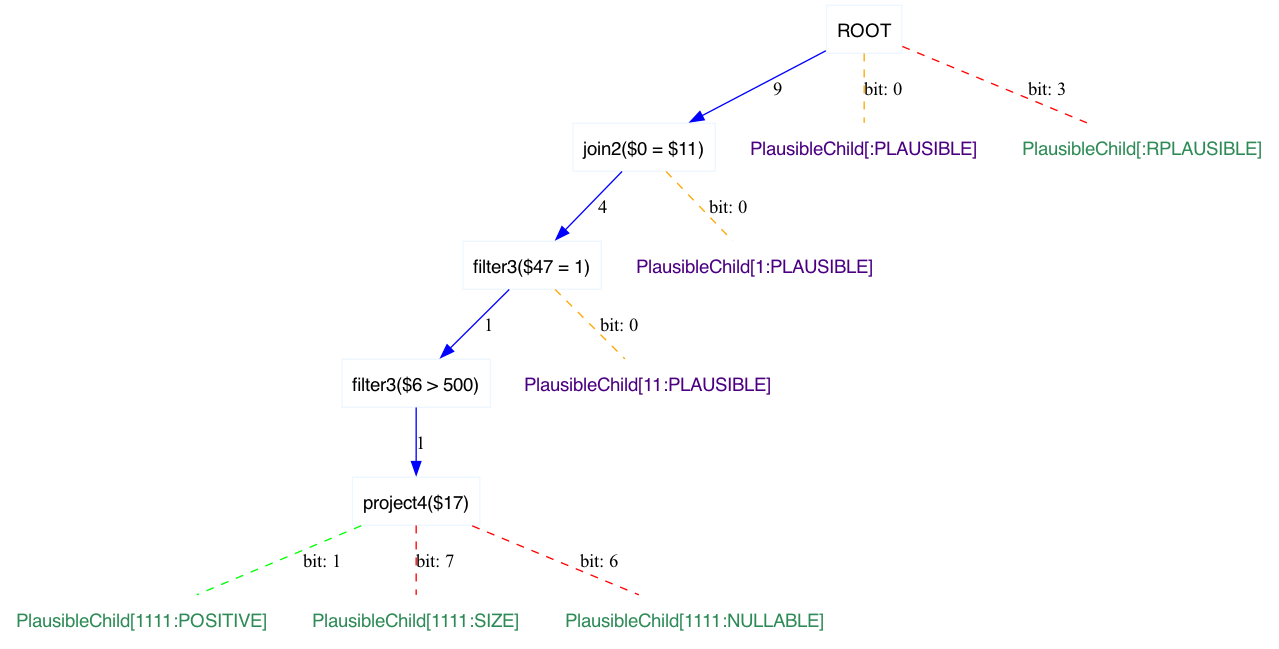 ROOT
9
bit: 0
bit: 3
join2($0 = $11)
PlausibleChild[:PLAUSIBLE]
PlausibleChild[:RPLAUSIBLE]
4
bit: 0
filter3($47 = 1)
PlausibleChild[1:PLAUSIBLE]
1
bit: 0
filter3($6 > 500)
PlausibleChild[11:PLAUSIBLE]
1
project4($17)
bit: 1
bit: 7
bit: 6
PlausibleChild[1111:POSITIVE]
PlausibleChild[1111:SIZE]
PlausibleChild[1111:NULLABLE]